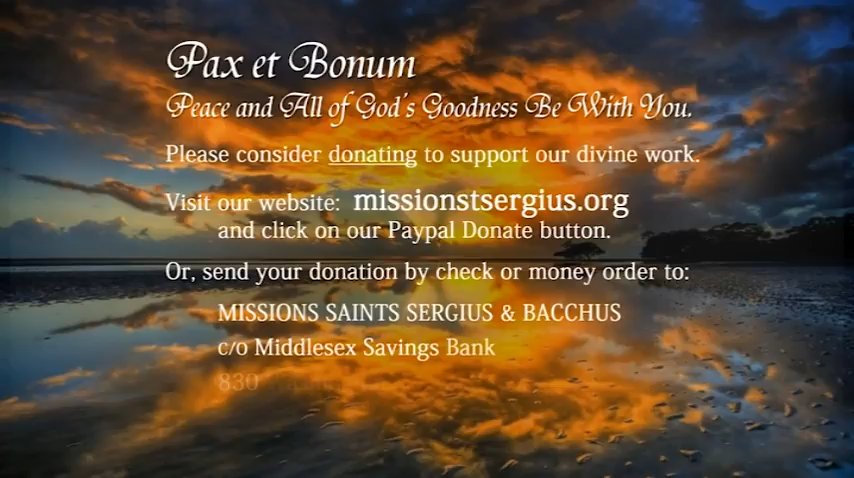 Pax et Bonum
Peace and All of God's Goodness Be With You.
Please consider donating to support our divine work.
Visit our website: missionstsergius.org
and click on our Paypal Donate button.
Or, send your donation by check or money order to:
MISSIONS SAINTS SERGIUS & BACCHUS
c/o Middlesex Savings Bank
830